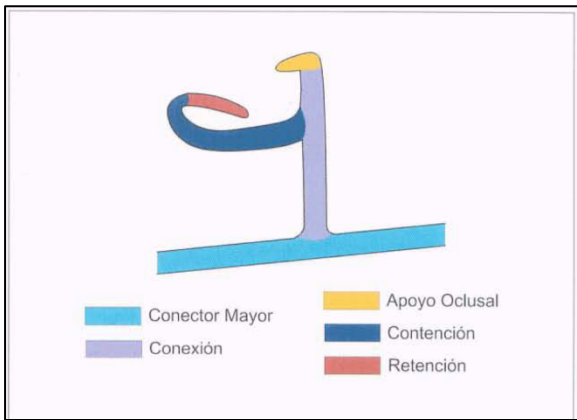 Conector Mayor
Conexión
Apoyo Oclusal
Contención
Retención